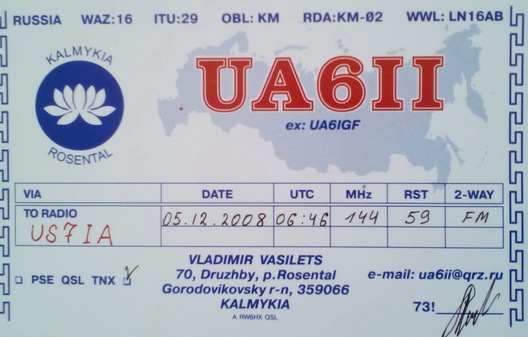 RUSSIA WAZ:16 ITU:29 OBL: KM RDA:KM-02 WWL: LN16AB
KALMYKIA
ROSENTAL
UA6II
ex: UA6IGF
VIA DATE UTC MHz RST 2-WAY
TO RADIO
US7IA 05.12.2008 06:46 144 59 FM
PSE QSL TNX
VLADIMIR VASILETS
70, Druzhby, p.Rosental
Gorodovikovsky r-n, 359066
KALMYKIA
A RW6HX QSL
e-mail: ua6ii@qrz.ru
73!